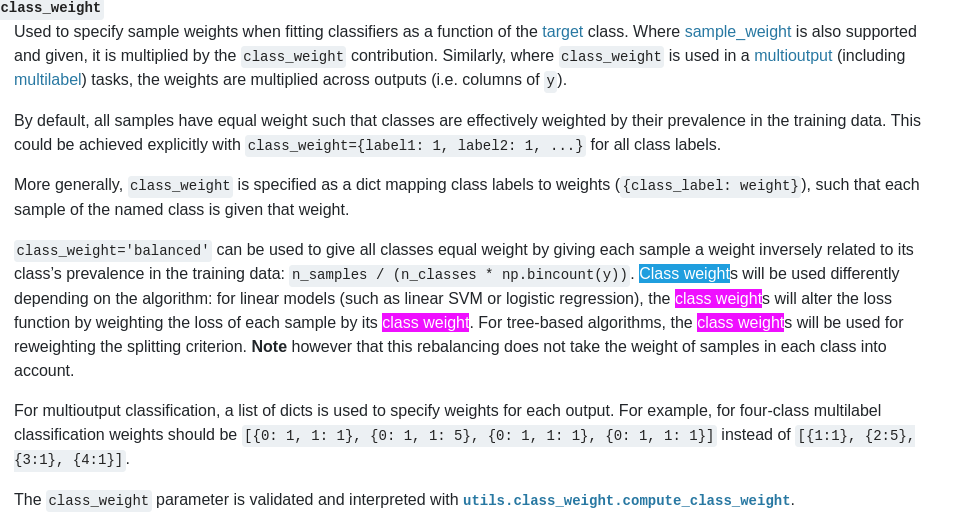 class_weight
Used to specify sample weights when fitting classifiers as a function of the target class. Where sample_weight is also supported
and given, it is multiplied by the class_weight contribution. Similarly, where class_weight is used in a multioutput (including
multilabel) tasks, the weights are multiplied across outputs (i.e. columns of y).
By default, all samples have equal weight such that classes are effectively weighted by their prevalence in the training data. This
could be achieved explicitly with class_weight={label1: 1, label2: 1, ...} for all class labels.
More generally, class_weight is specified as a dict mapping class labels to weights ({class_label: weight}), such that each
sample of the named class is given that weight.
class_weight='balanced' can be used to give all classes equal weight by giving each sample a weight inversely related to its
class’s prevalence in the training data: n_samples / (n_classes * np.bincount(y)). Class weights will be used differently
depending on the algorithm: for linear models (such as linear SVM or logistic regression), the class weights will alter the loss
function by weighting the loss of each sample by its class weight. For tree-based algorithms, the class weights will be used for
reweighting the splitting criterion. Note however that this rebalancing does not take the weight of samples in each class into
account.
For multioutput classification, a list of dicts is used to specify weights for each output. For example, for four-class multilabel
classification weights should be [{0: 1, 1: 1}, {0: 1, 1: 5}, {0: 1, 1: 1}, {0: 1, 1: 1}] instead of [{1:1}, {2:5},
{3:1}, {4:1}].
The class_weight parameter is validated and interpreted with utils.class_weight.compute_class_weight.